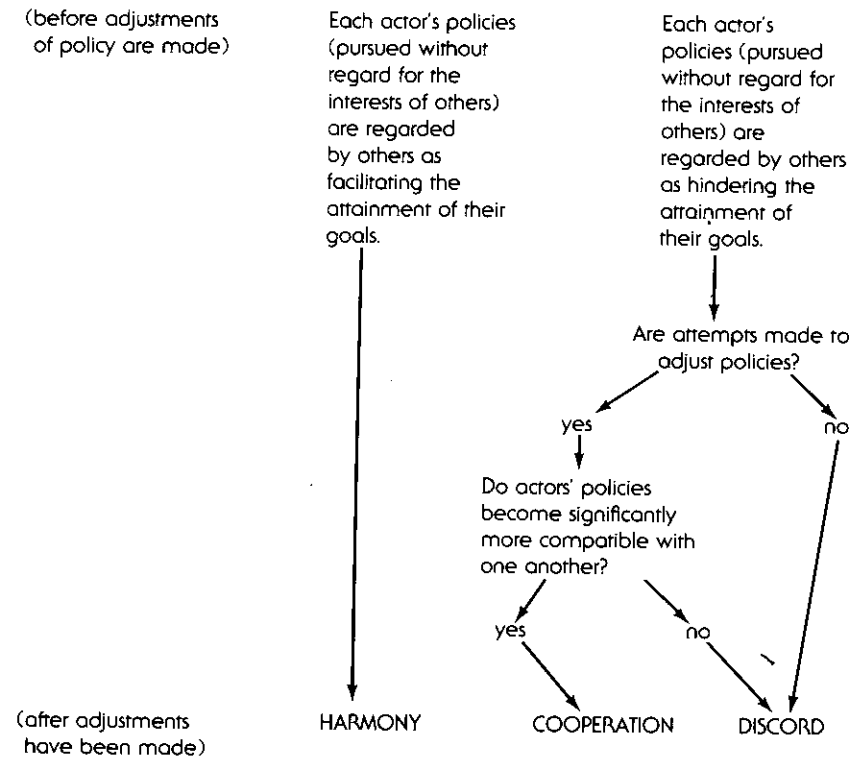 (before adjustments
of policy are made)
Each actor's policies
(pursued without
regard for the
interests of others)
are regarded
by others as
facilitating the
attainment of their
goals.
Each actor's
policies (pursued
without regard for
the interests of
others) are
regarded by others
as hindering the
attainment of
their goals.
Are attempts made to
adjust policies?
yes
no
Do actors' policies
become significantly
more compatible with
one another?
yes
no
(after adjustments
have been made)
HARMONY
COOPERATION
DISCORD